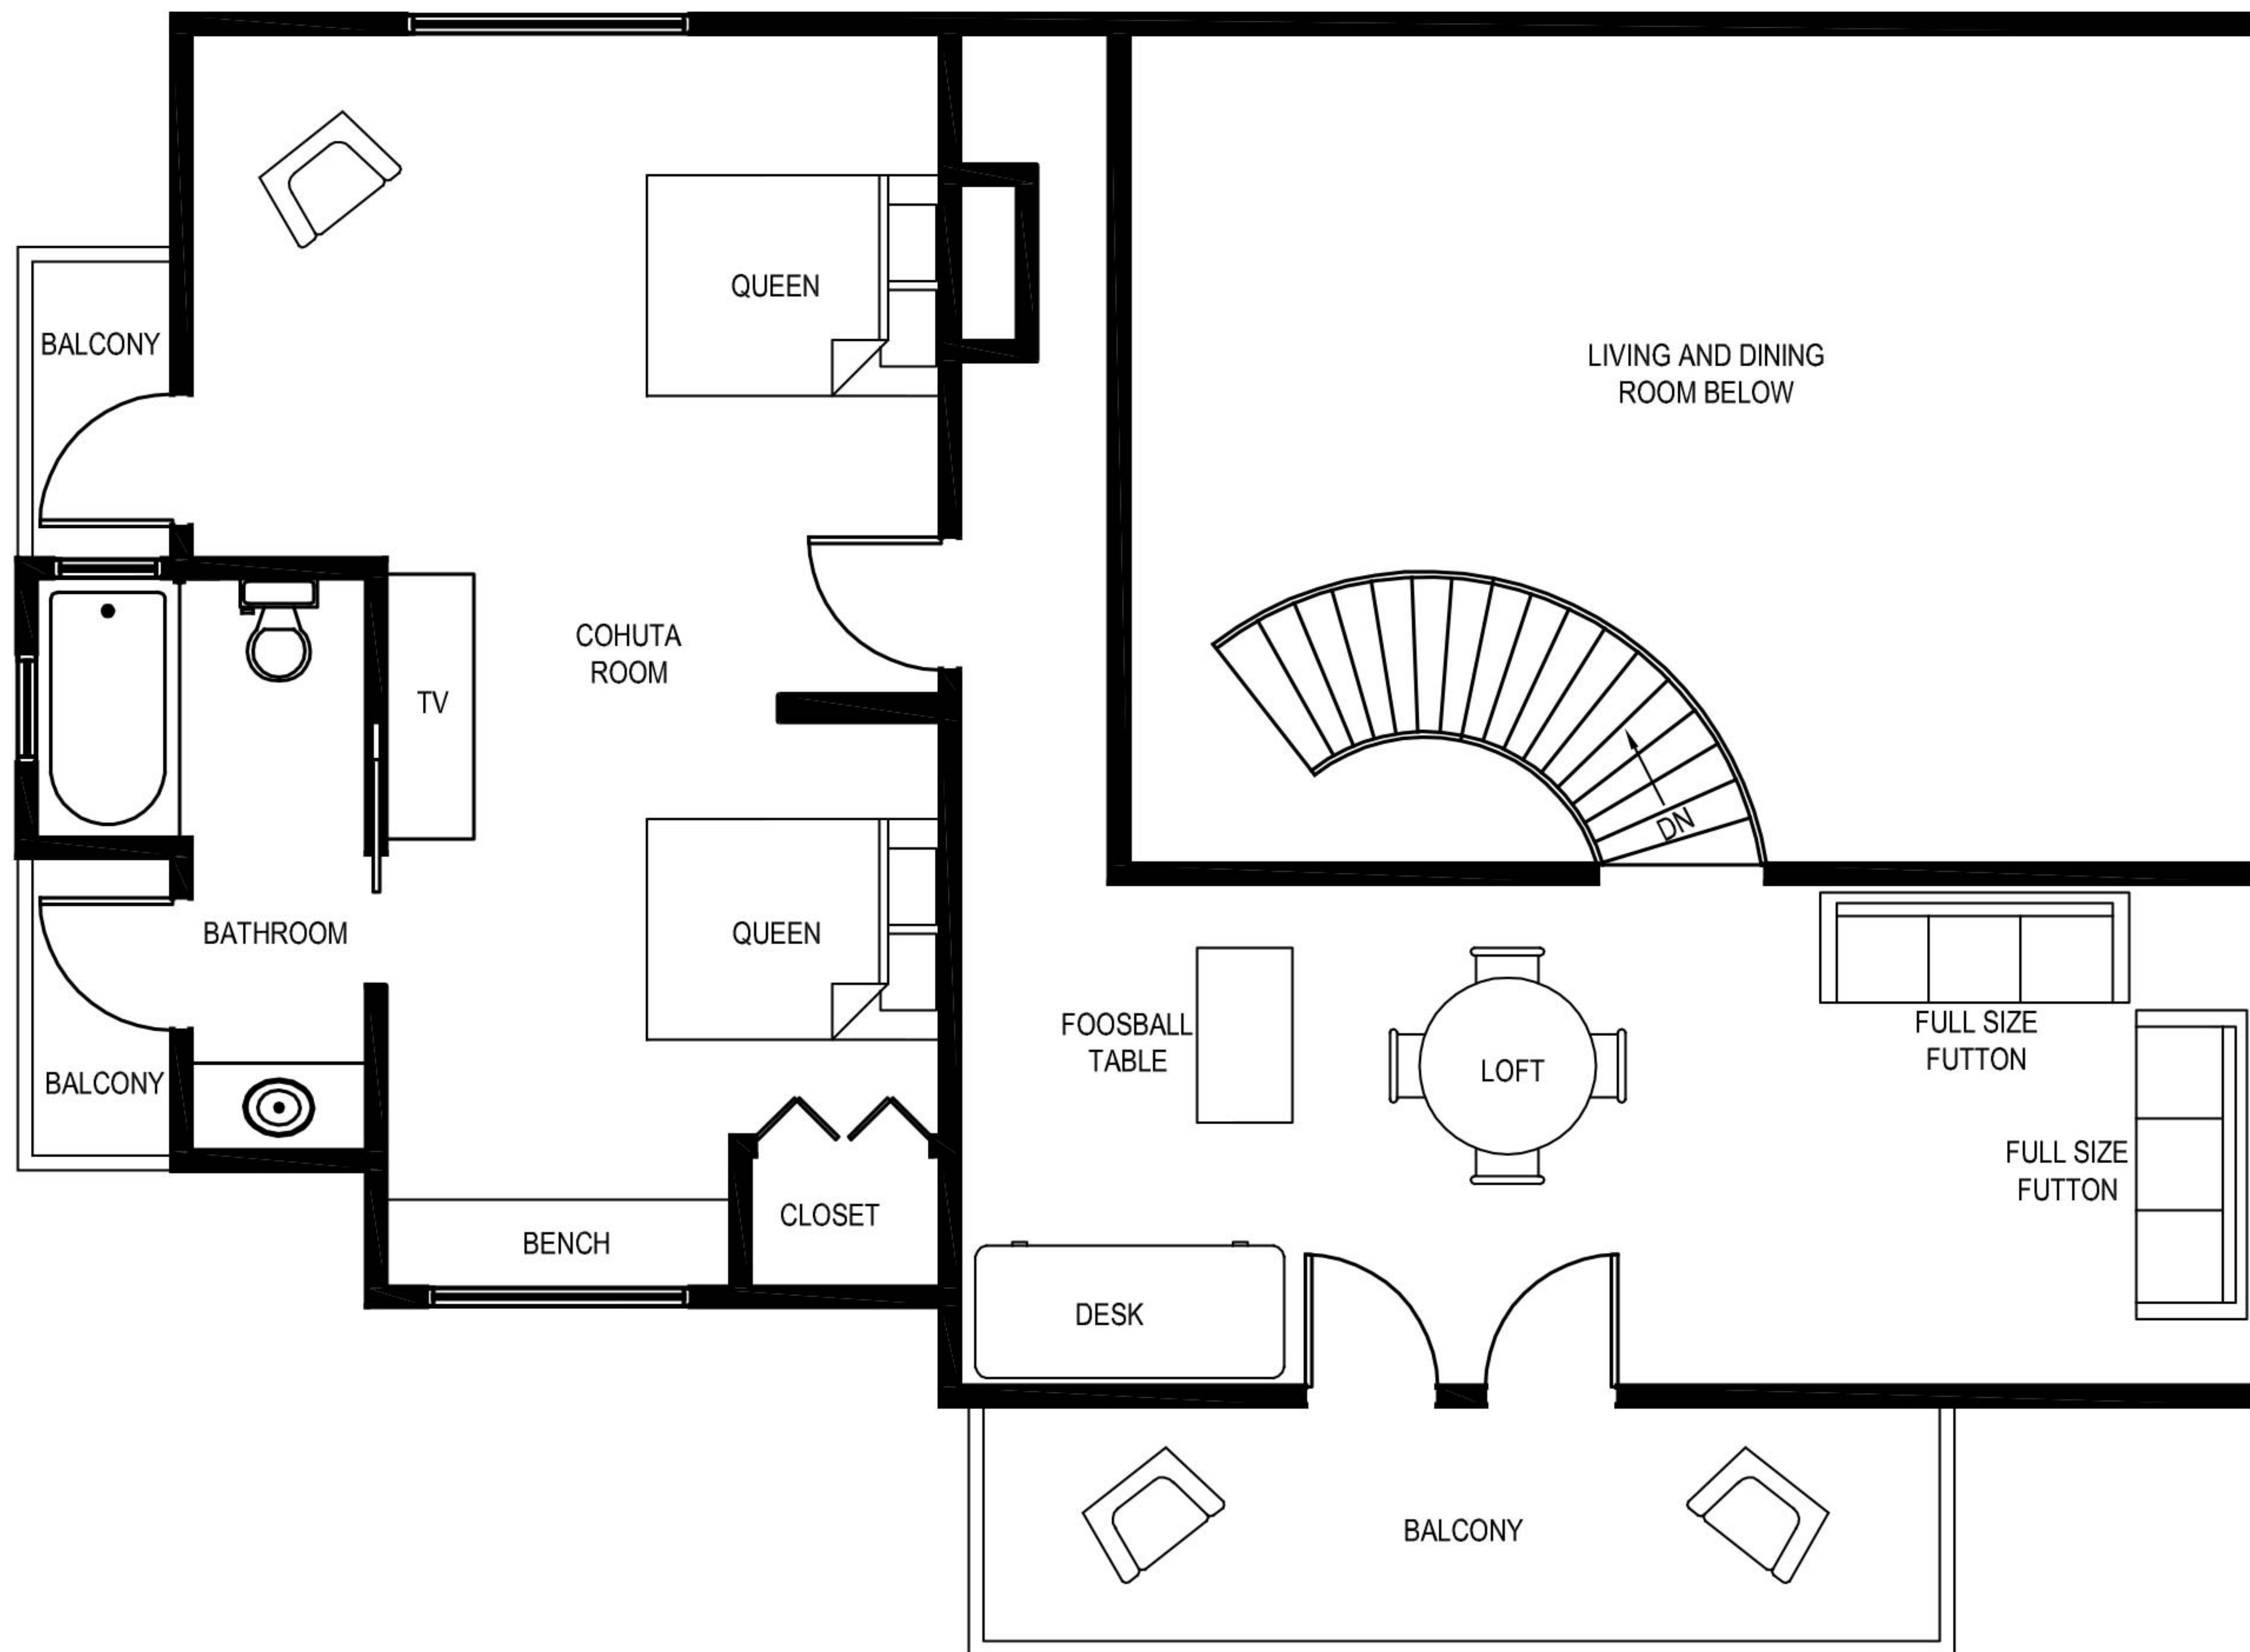 QUEEN
BALCONY
LIVING AND DINING
ROOM BELOW
COHUTA
ROOM
TV
DN
QUEEN
BATHROOM
FOOSBALL
TABLE
LOFT
FULL SIZE
FUTTON
BALCONY
FULL SIZE
FUTTON
CLOSET
BENCH
DESK
BALCONY